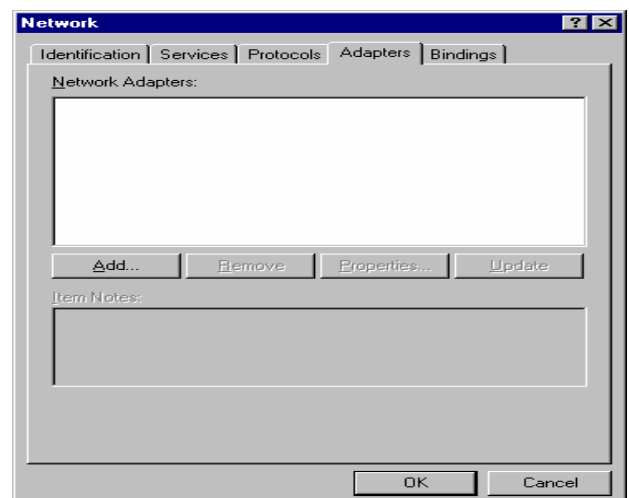 Network
Identification Services Protocols Adapters Bindings
Network Adapters:
Add... Remove Properties... Update
Item Notes:
OK Cancel